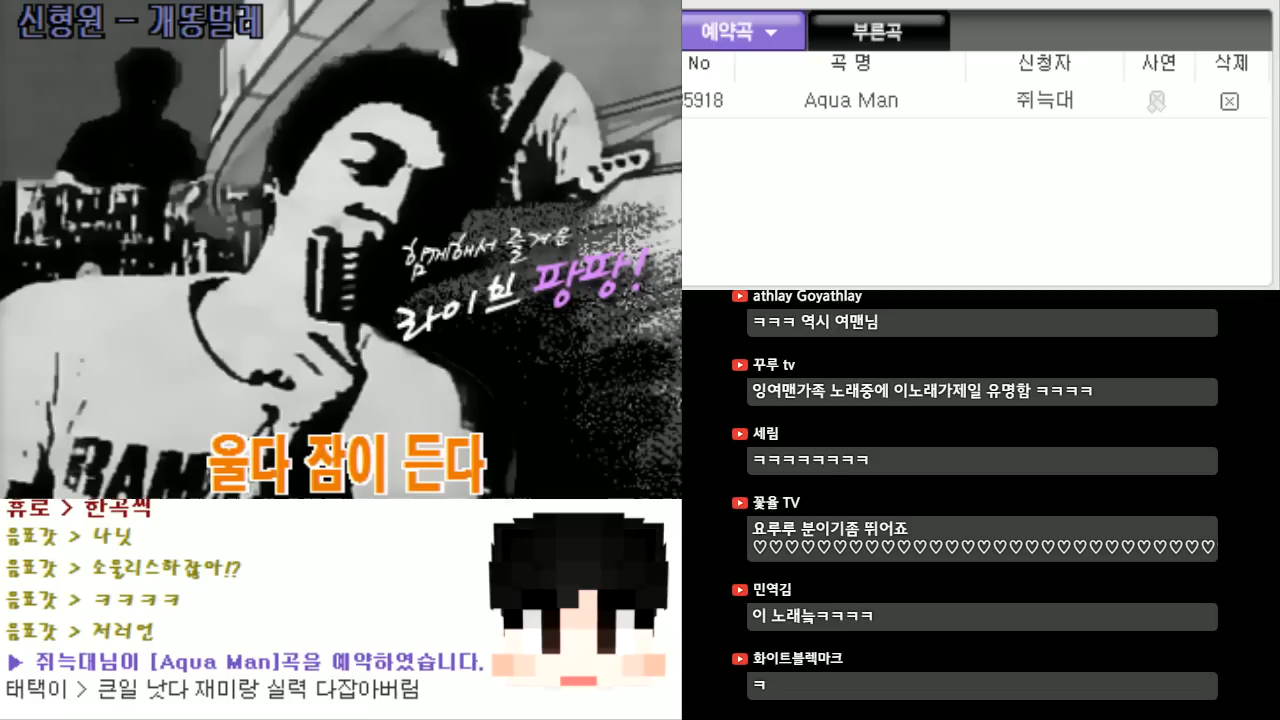 신형원 - 개똥벌레
함께해서 즐거운
라이브 팡팡!
울다 잠이 든다
휴로 > 한곡씩
음표갓 > 나닛
음표갓 > 소울리스하잖아!?
음표갓 > ㅋㅋㅋㅋ
음표갓 > 저러언
▶ 쥐늑대님이 [Aqua Man]곡을 예약하였습니다.
태택이 > 큰일 낫다 재미랑 실력 다잡아버림
예약곡 ▼ 부른곡
No 곡 명 신청자 사연 삭제
5918 Aqua Man 쥐늑대
athlay Goyathlay
ㅋㅋㅋ 역시 여맨님
꾸루 tv
잉여맨가족 노래중에 이노래가제일 유명함 ㅋㅋㅋㅋ
세림
ㅋㅋㅋㅋㅋㅋㅋㅋ
꽃율 TV
요루루 분이기좀 뛰어죠
♡♡♡♡♡♡♡♡♡♡♡♡♡♡♡♡♡♡♡♡♡♡♡♡♡♡♡♡♡
민역김
이 노래늪ㅋㅋㅋㅋ
화이트블렉마크
ㅋ